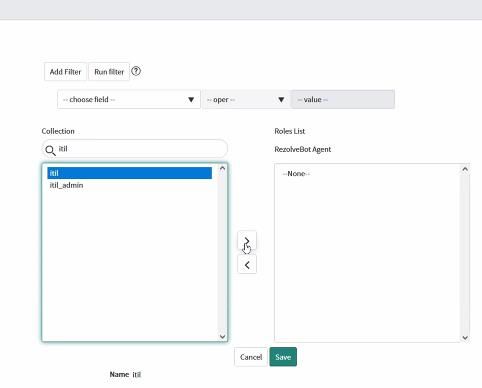 Add Filter Run filter ?
-- choose field -- -- oper -- -- value --
Collection Roles List
itil RezolveBot Agent
itil --None--
itil_admin
Cancel Save
Name itil